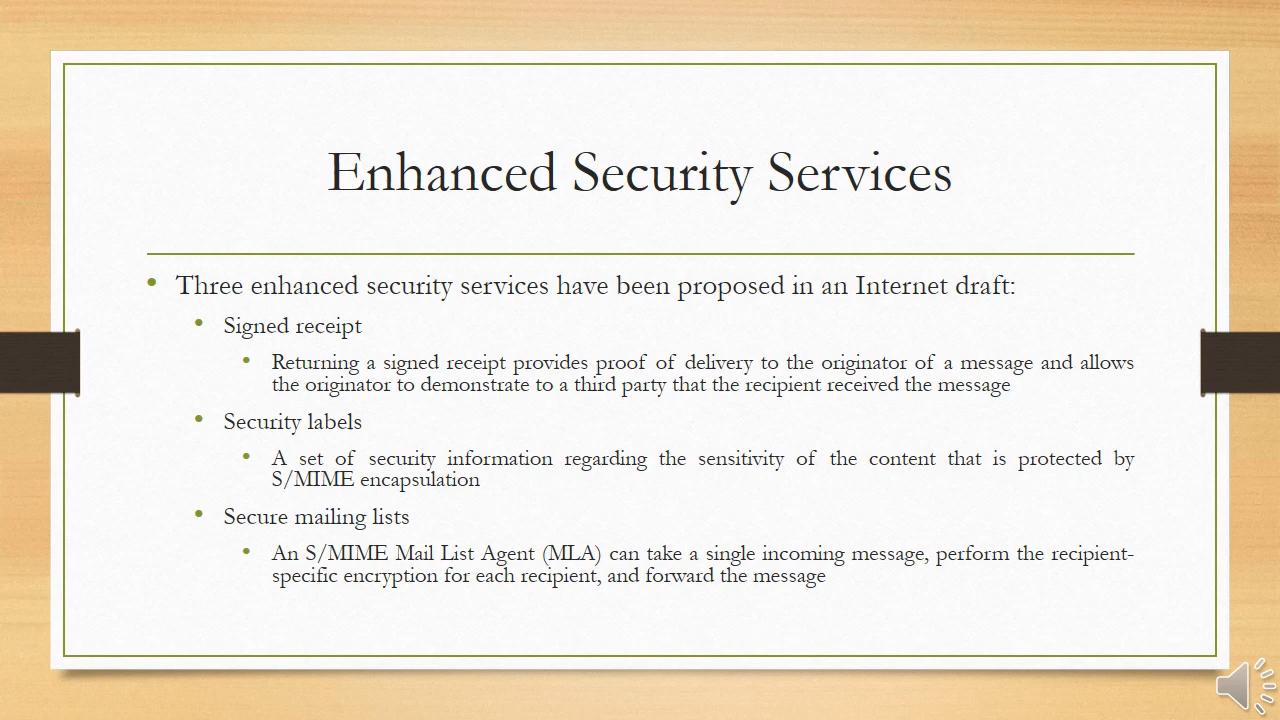 Enhanced Security Services
• Three enhanced security services have been proposed in an Internet draft:
• Signed receipt
• Returning a signed receipt provides proof of delivery to the originator of a message and allows
the originator to demonstrate to a third party that the recipient received the message
• Security labels
• A set of security information regarding the sensitivity of the content that is protected by
S/MIME encapsulation
• Secure mailing lists
• An S/MIME Mail List Agent (MLA) can take a single incoming message, perform the recipient-
specific encryption for each recipient, and forward the message